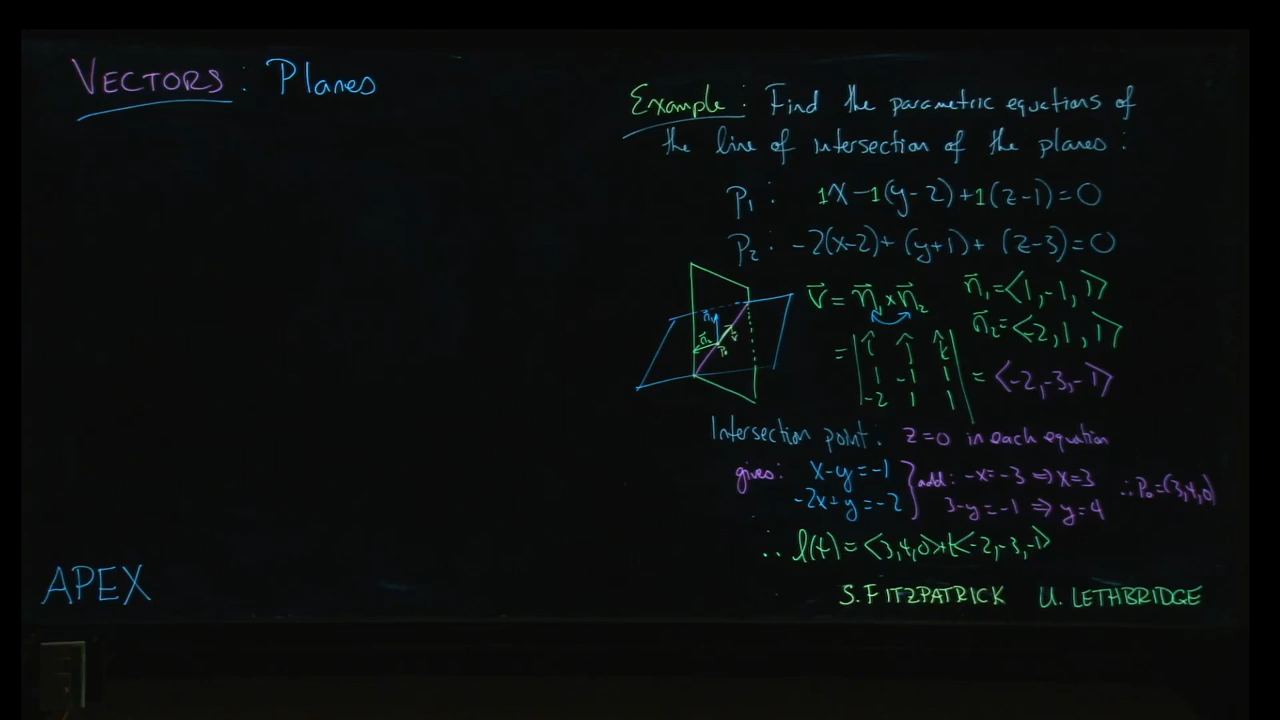 VECTORS : Planes
Example : Find the parametric equations of
the line of intersection of the planes :
P₁ : 1x -1(y-2) +1(z-1) = 0
P₂ : -2(x-2) + (y+1) + (z-3) = 0
v⃗ = n⃗₁ x n⃗₂
n⃗₁ = <1, -1, 1>
n⃗₂ = <-2, 1, 1>
= | î ĵ k̂ |
1 -1 1
-2 1 1
= <-2, -3, -1>
n⃗₁
n⃗₂
v⃗
P₀
Intersection point : z=0 in each equation
gives : x-y = -1
-2x+y = -2
} add : -x = -3 ⇒ x=3
3-y = -1 ⇒ y=4
∴ P₀ = (3,4,0)
∴ l(t) = <3,4,0> + t<-2,-3,-1>
APEX
S. FITZPATRICK U. LETHBRIDGE